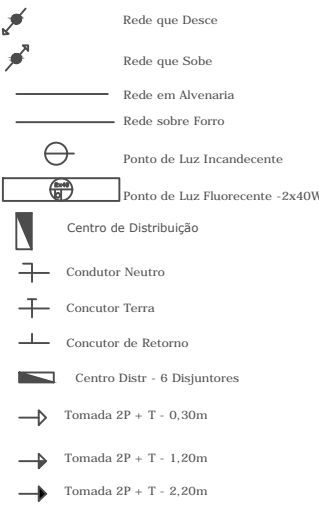 Rede que Desce
Rede que Sobe
Rede em Alvenaria
Rede sobre Forro
Ponto de Luz Incandecente
2x40
Ponto de Luz Fluorecente -2x40W
Centro de Distribuição
Condutor Neutro
Concutor Terra
Concutor de Retorno
Centro Distr - 6 Disjuntores
Tomada 2P + T - 0,30m
Tomada 2P + T - 1,20m
Tomada 2P + T - 2,20m